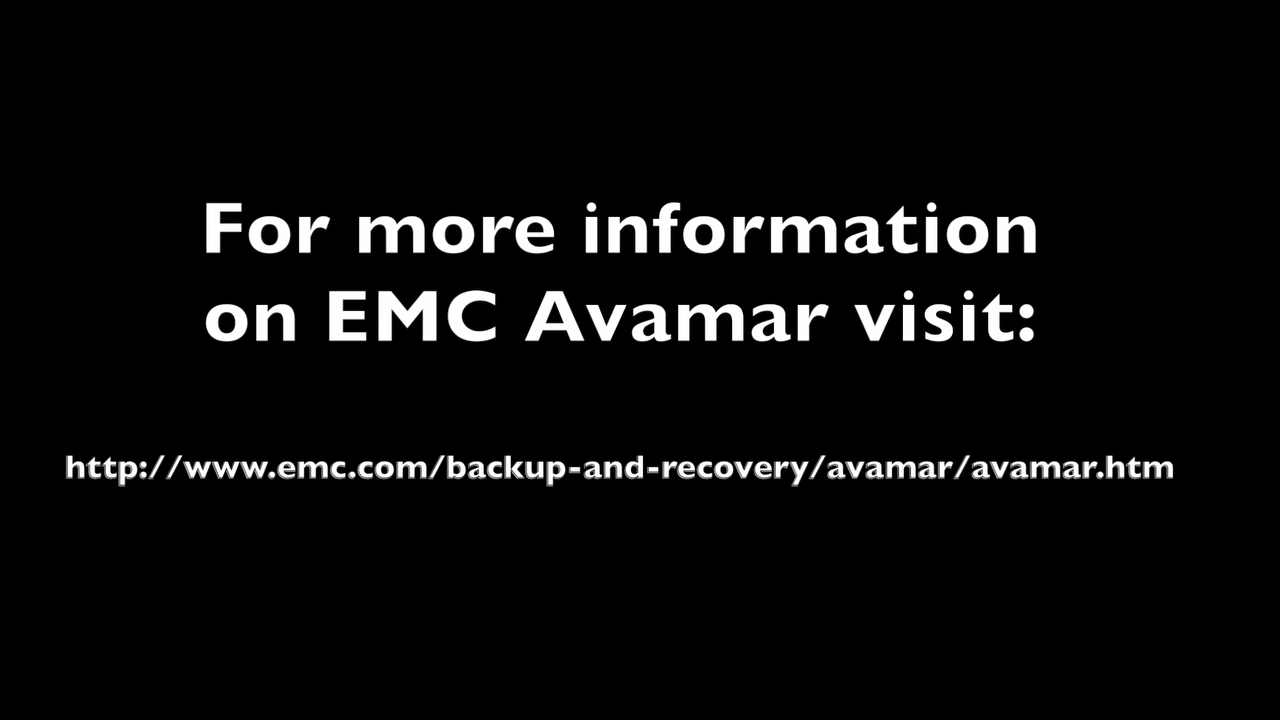 For more information
on EMC Avamar visit:
http://www.emc.com/backup-and-recovery/avamar/avamar.htm